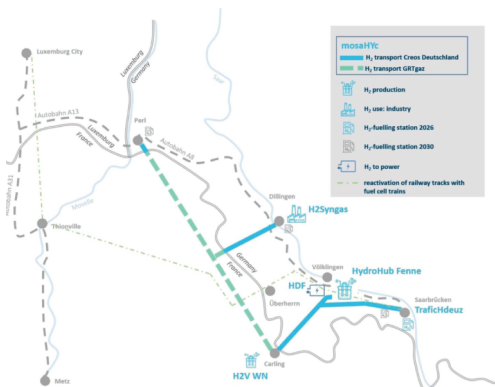 mosaHYc
H₂ transport Creos Deutschland
H₂ transport GRTgaz
H₂ production
H₂ use: industry
H₂-fuelling station 2026
H₂-fuelling station 2030
H₂ to power
reactivation of railway tracks with
fuel cell trains
Luxemburg City
Luxemburg
Germany
Saar
Autobahn A13
Luxemburg
France
Perl
Autobahn A8
Autobahn A31
Moselle
Thionville
Dillingen
H2Syngas
Germany
France
Völklingen
HydroHub Fenne
HDF
Überherrn
Saarbrücken
TraficHdeuz
Carling
H2V WN
Metz